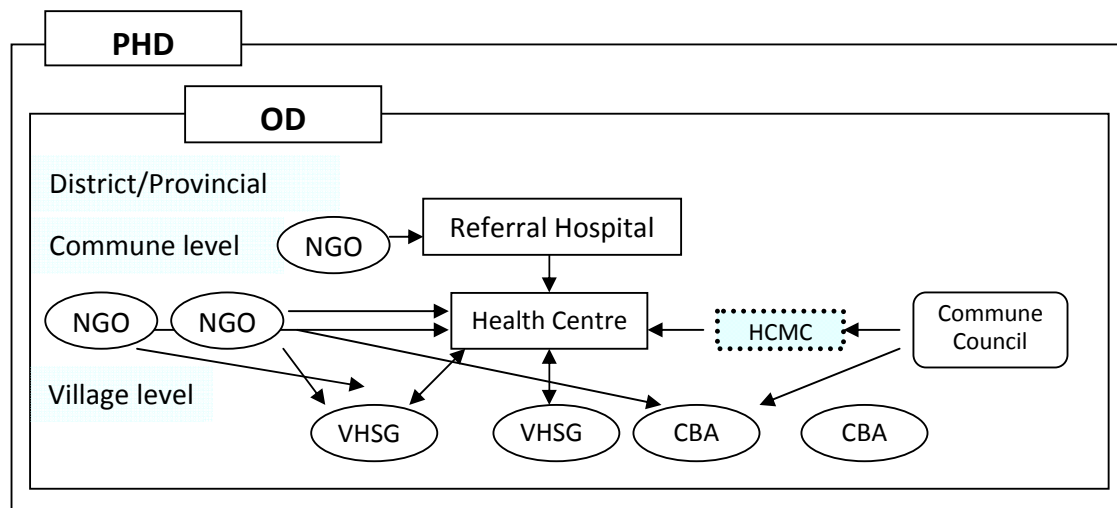 PHD
OD
District/Provincial
Commune level
NGO
Referral Hospital
NGO
NGO
Health Centre
HCMC
Commune
Council
Village level
VHSG
VHSG
CBA
CBA